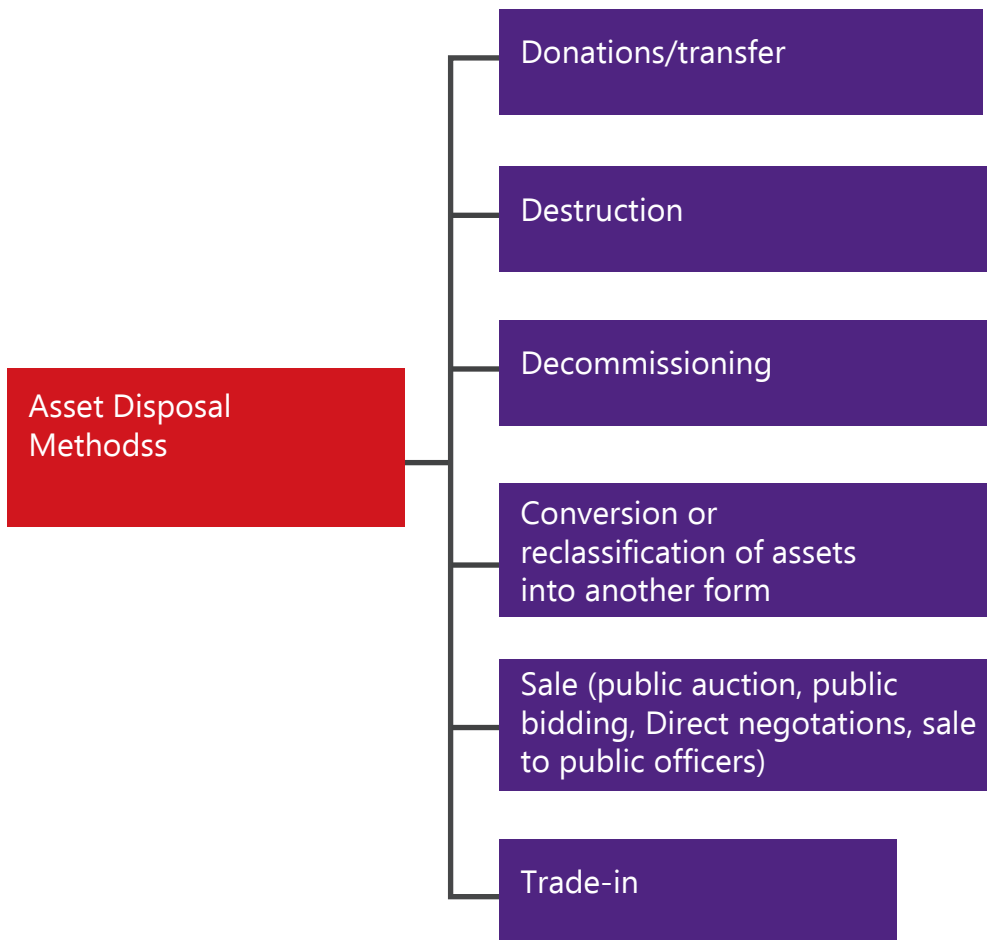 Donations/transfer
Destruction
Decommissioning
Asset Disposal
Methodss
Conversion or
reclassification of assets
into another form
Sale (public auction, public
bidding, Direct negotations, sale
to public officers)
Trade-in